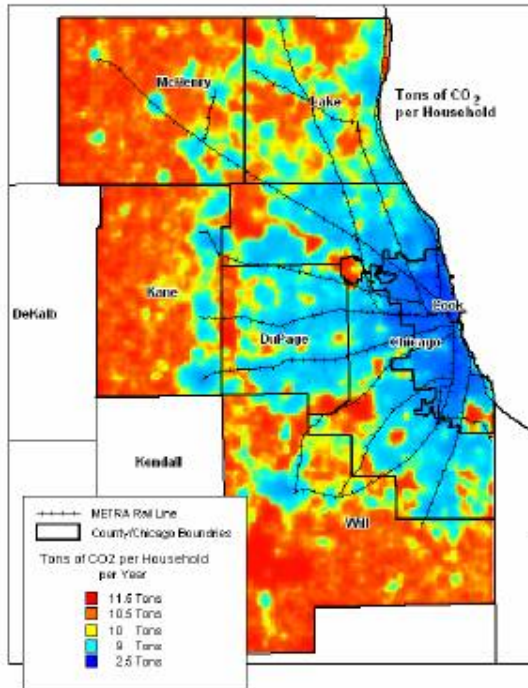 McHenry
Lake
Tons of CO2
per Household
Kane
DeKalb
Cook
DuPage
Chicago
Kendall
Will
METRA Rail Line
County/Chicago Boundries
Tons of CO2 per Household
per Year
11.5 Tons
10.5 Tons
10 Tons
9 Tons
2.5 Tons